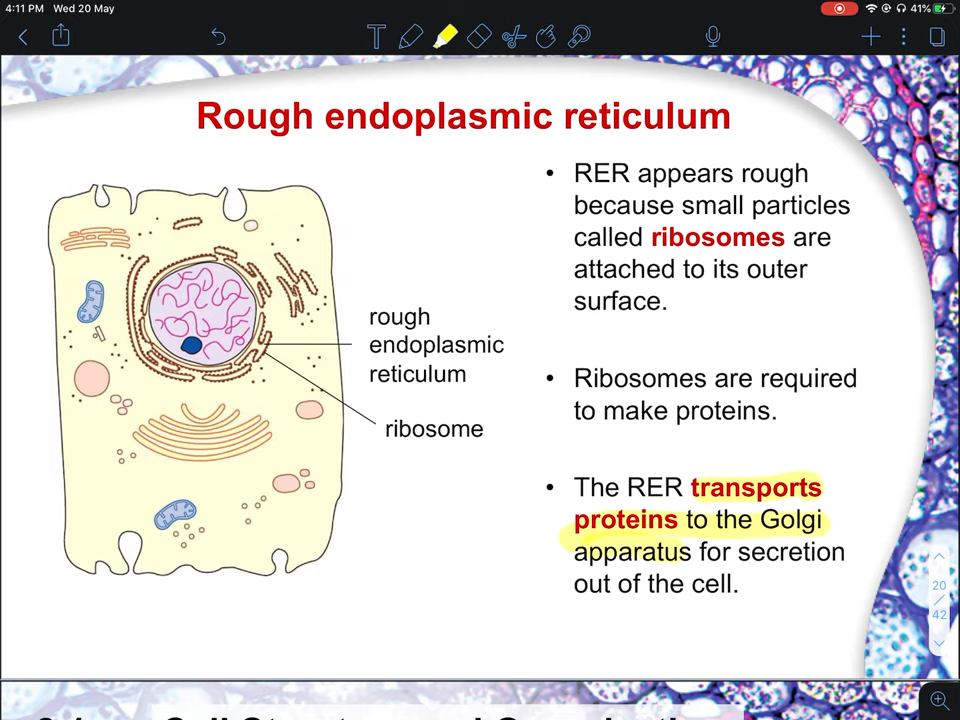 4:11 PM Wed 20 May
41%
Rough endoplasmic reticulum
• RER appears rough
because small particles
called ribosomes are
attached to its outer
surface.
rough
endoplasmic
reticulum
ribosome
• Ribosomes are required
to make proteins.
• The RER transports
proteins to the Golgi
apparatus for secretion
out of the cell.
20
/
42